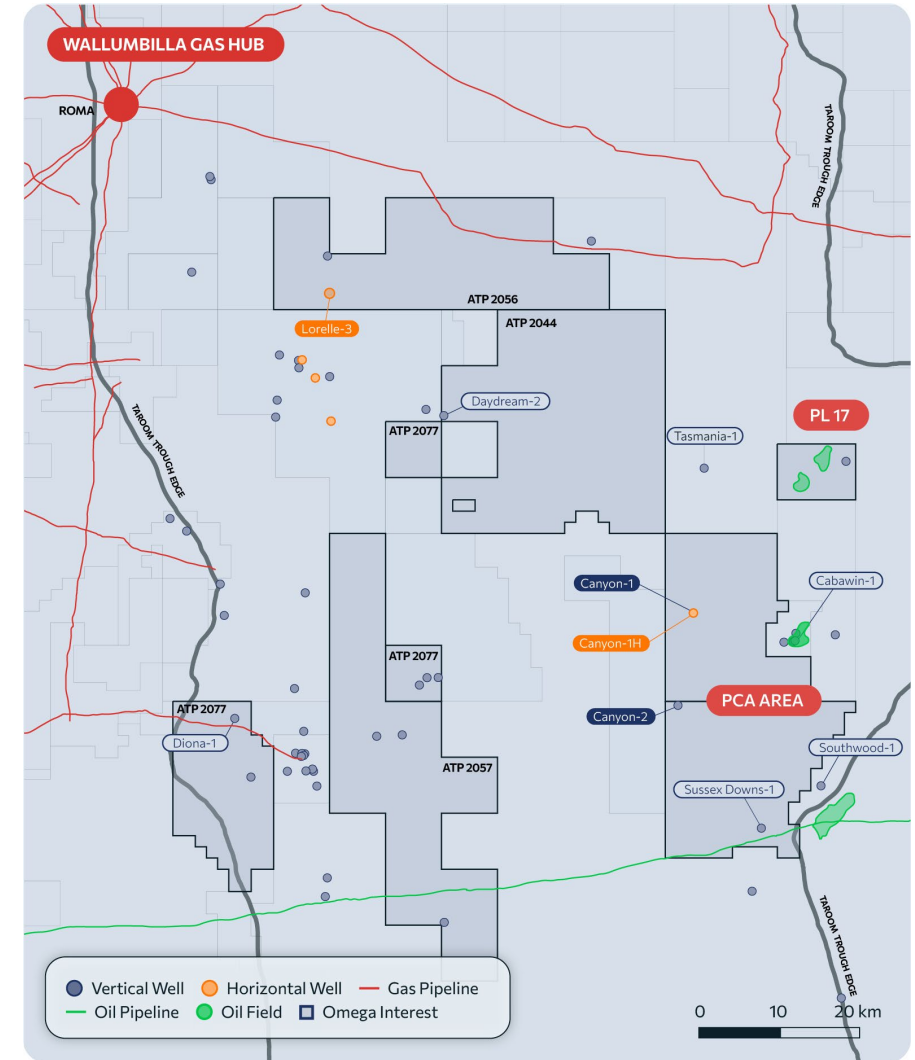 WALLUMBILLA GAS HUB
ROMA
TAROOM TROUGH EDGE
ATP 2056
Lorelle-3
ATP 2044
Daydream-2
ATP 2077
PL 17
Tasmania-1
TAROOM TROUGH EDGE
Canyon-1
Cabawin-1
Canyon-1H
ATP 2077
PCA AREA
ATP 2077
Canyon-2
Diona-1
Southwood-1
ATP 2057
Sussex Downs-1
TAROOM TROUGH EDGE
Vertical Well
Horizontal Well
Gas Pipeline
Oil Pipeline
Oil Field
Omega Interest
0 10 20 km